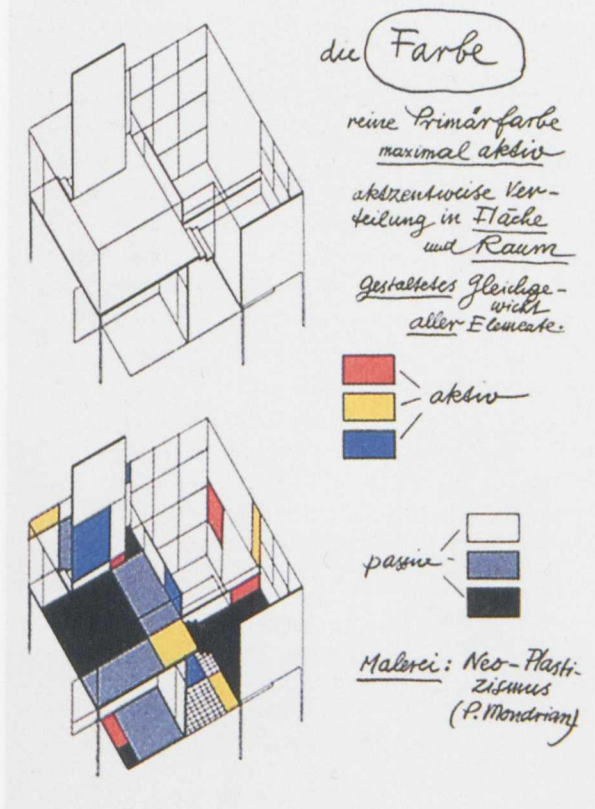 die Farbe
reine Primärfarbe
maximal aktiv
aktzentweise Ver-
teilung in Fläche
und Raum
gestaltetes Gleichge-
wicht
aller Elemente.
aktiv
passiv
Malerei: Neo-Plasti-
zismus
(P. Mondrian)